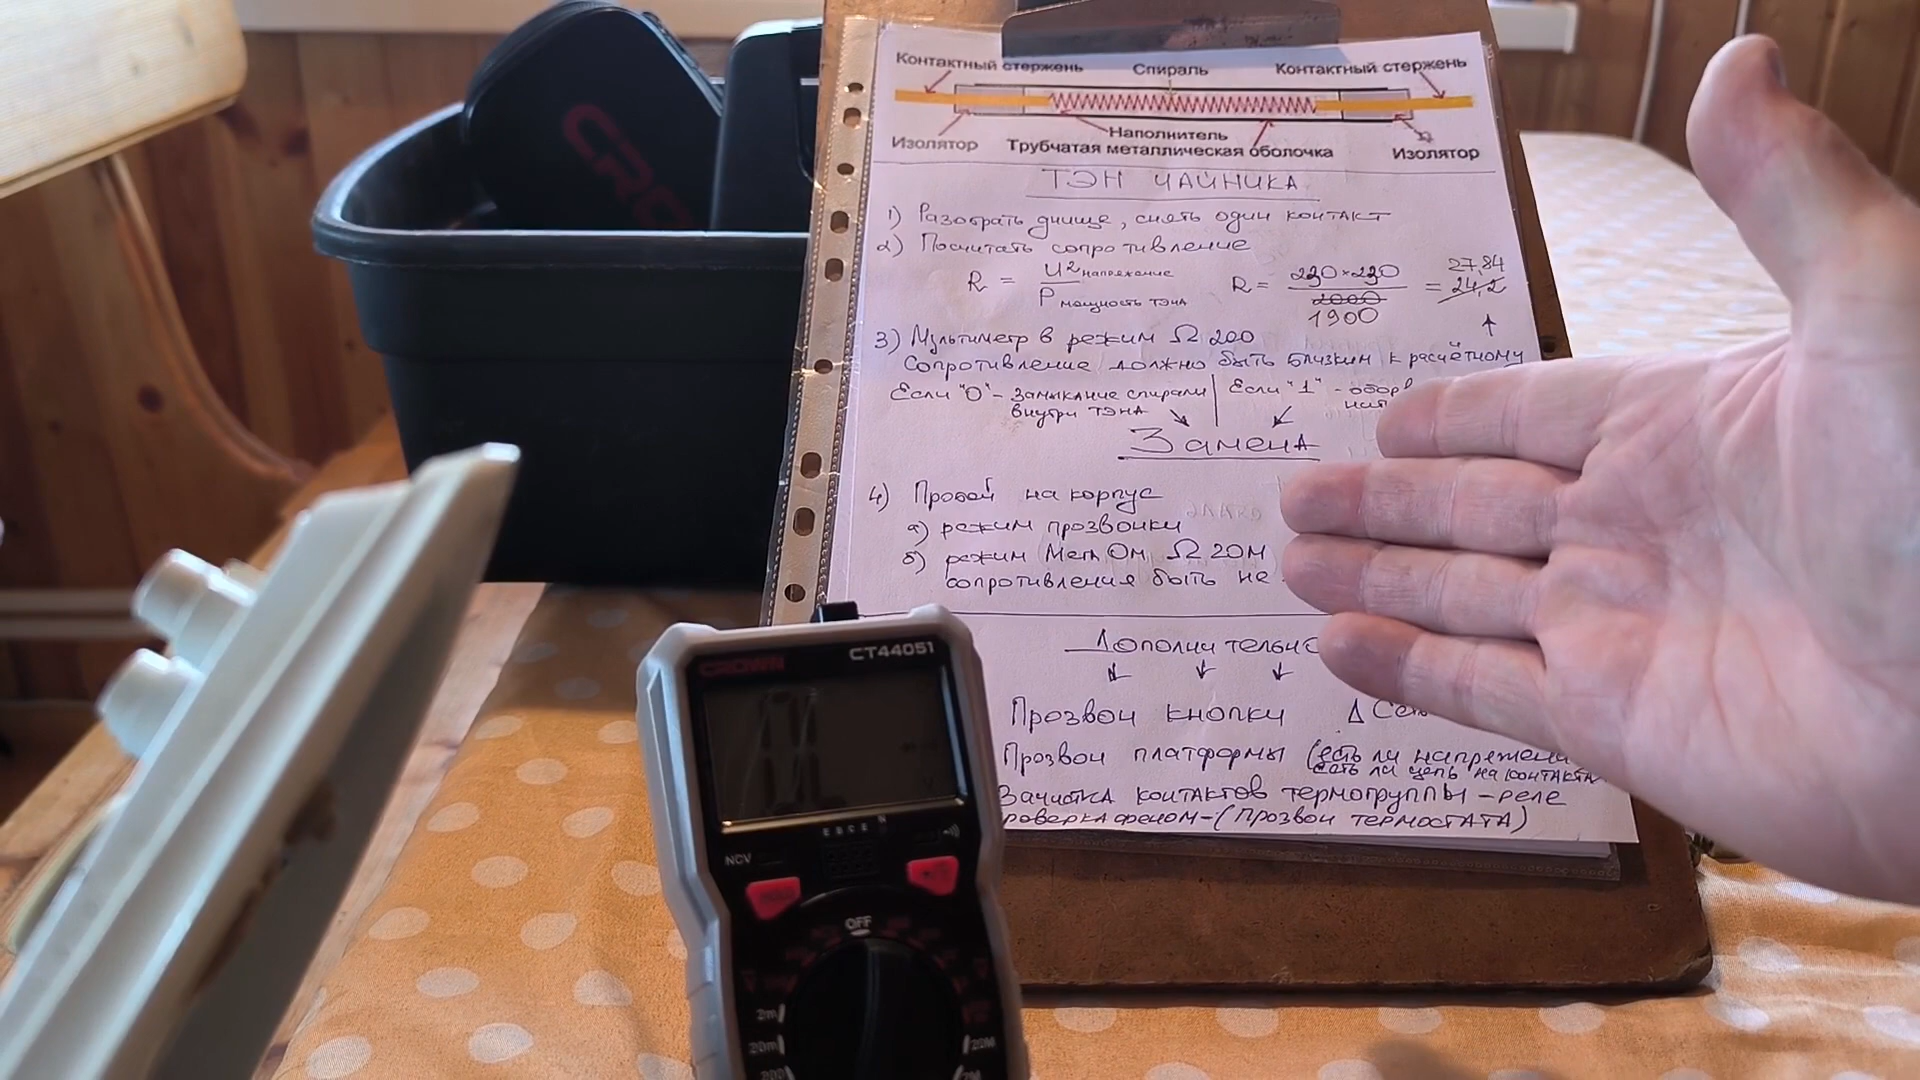 Контактный стержень Спираль Контактный стержень
Изолятор Наполнитель
Трубчатая металлическая оболочка Изолятор
ТЭН ЧАЙНИКА
1) Разобрать днище, снять один контакт
2) Посчитать сопротивление
R = U² напряжение / P мощность тэна R = 230×230 / 2000 1900 = 27,84 24,2
3) Мультиметр в режим Ω 200
Сопротивление должно быть близким к расчётному
Если "0" - замыкание спирали внутри ТЭНА
Если "1" -
Замена
4) Пробой на корпус
а) режим прозвонки
б) режим МегаОм Ω 20М
сопротивления быть не
Дополнительно
Прозвон кнопки
Прозвон платформы (есть ли
есть ли цепь на
Зачистка контактов термогруппы - реле
феном - (Прозвон термостата)
CRO
CROWN CT44051
NCV
OFF
2m
20m
20M